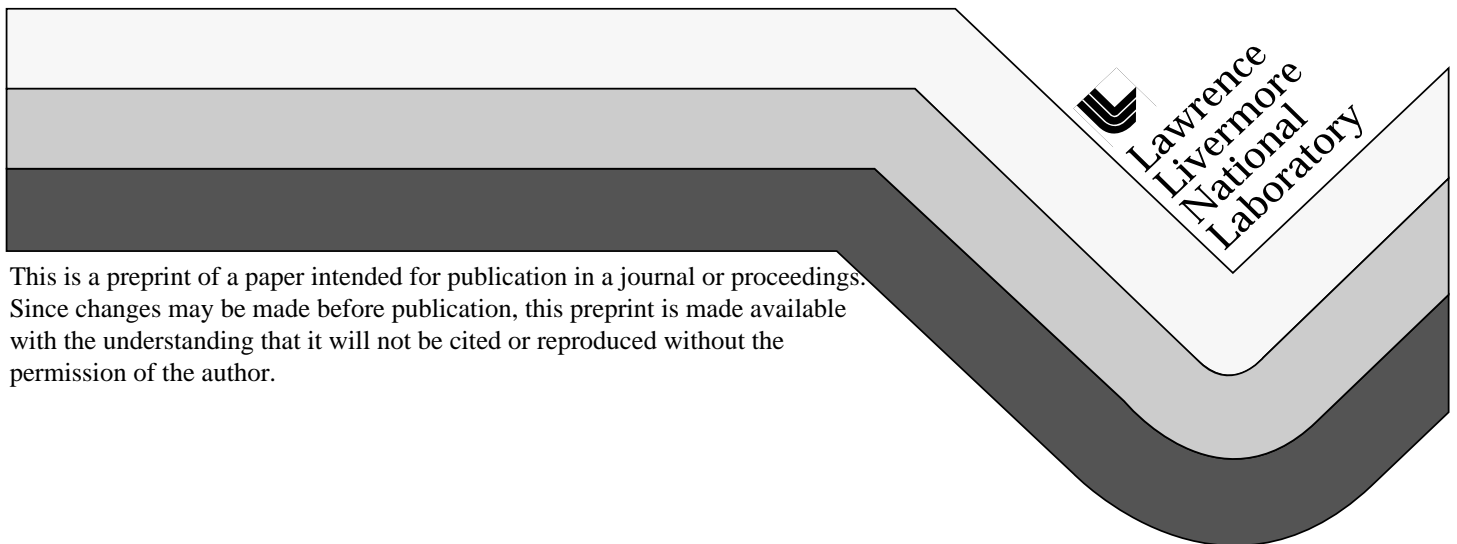 Lawrence
Livermore
National
Laboratory
This is a preprint of a paper intended for publication in a journal or proceedings.
Since changes may be made before publication, this preprint is made available
with the understanding that it will not be cited or reproduced without the
permission of the author.